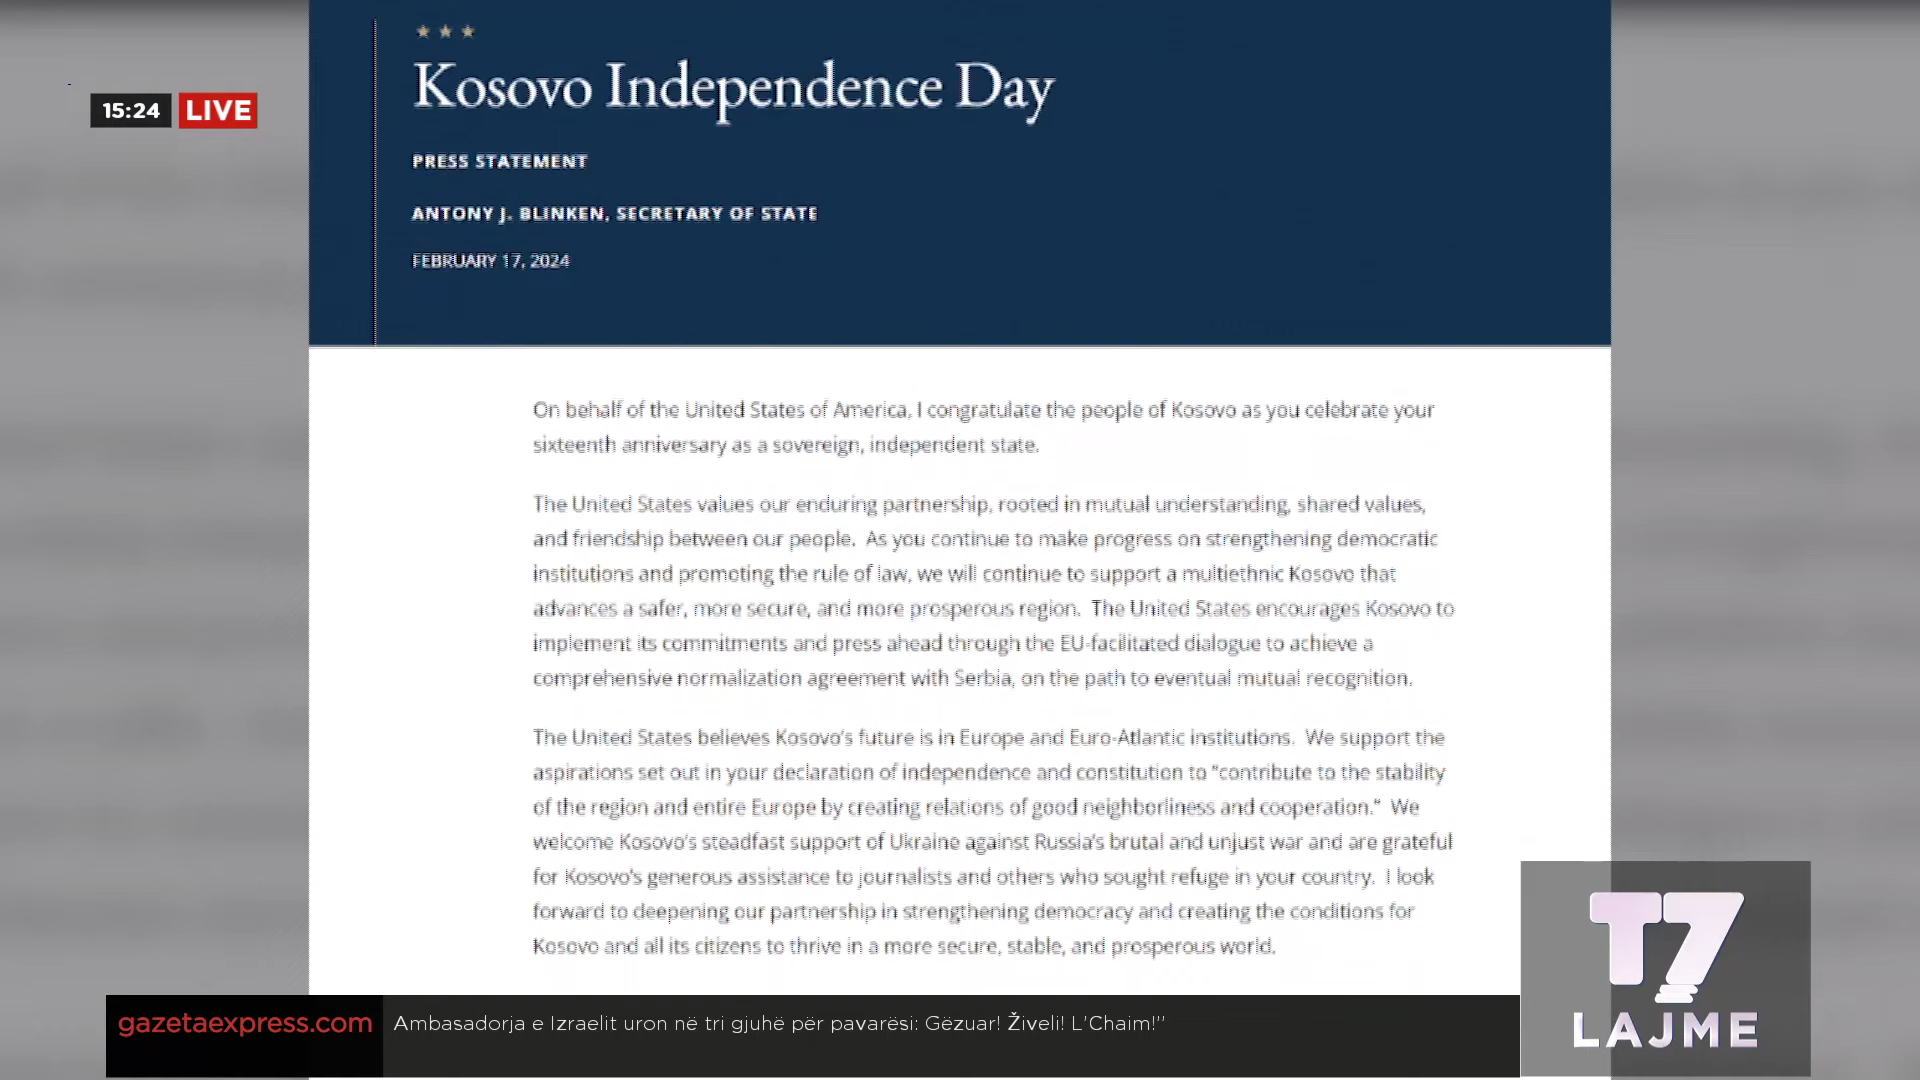 15:24 LIVE
Kosovo Independence Day
PRESS STATEMENT
ANTONY J. BLINKEN, SECRETARY OF STATE
FEBRUARY 17, 2024
On behalf of the United States of America, I congratulate the people of Kosovo as you celebrate your
sixteenth anniversary as a sovereign, independent state.
The United States values our enduring partnership, rooted in mutual understanding, shared values,
and friendship between our people. As you continue to make progress on strengthening democratic
institutions and promoting the rule of law, we will continue to support a multiethnic Kosovo that
advances a safer, more secure, and more prosperous region. The United States encourages Kosovo to
implement its commitments and press ahead through the EU-facilitated dialogue to achieve a
comprehensive normalization agreement with Serbia, on the path to eventual mutual recognition.
The United States believes Kosovo's future is in Europe and Euro-Atlantic institutions. We support the
aspirations set out in your declaration of independence and constitution to "contribute to the stability
of the region and entire Europe by creating relations of good neighborliness and cooperation." We
welcome Kosovo's steadfast support of Ukraine against Russia's brutal and unjust war and are grateful
for Kosovo's generous assistance to journalists and others who sought refuge in your country. I look
forward to deepening our partnership in strengthening democracy and creating the conditions for
Kosovo and all its citizens to thrive in a more secure, stable, and prosperous world.
T7
LAJME
gazetaexpress.com Ambasadorja e Izraelit uron në tri gjuhë për pavarësi: Gëzuar! Živeli! L'Chaim!''